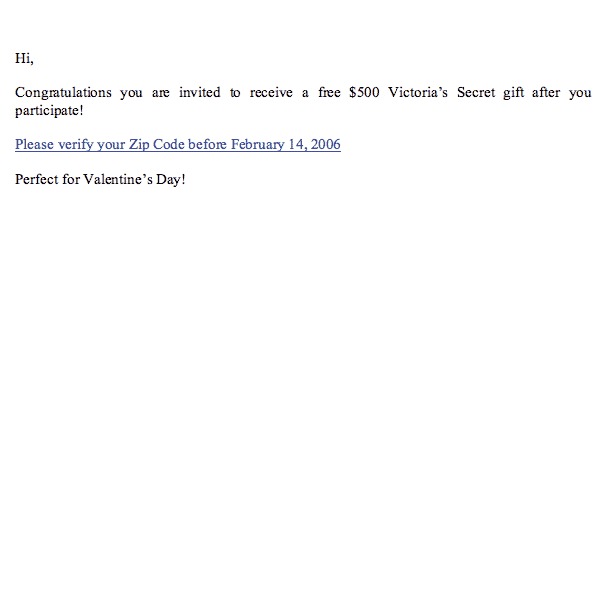 Hi,
Congratulations you are invited to receive a free $500 Victoria's Secret gift after you
participate!
Please verify your Zip Code before February 14, 2006
Perfect for Valentine's Day!